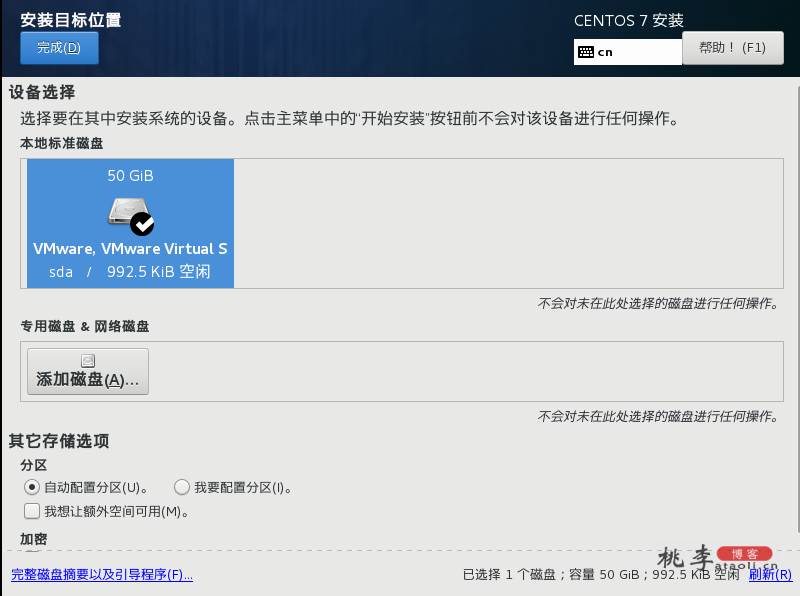 安装目标位置
CENTOS 7 安装
完成(D)
cn
帮助！ (F1)
设备选择
选择要在其中安装系统的设备。点击主菜单中的“开始安装”按钮前不会对该设备进行任何操作。
本地标准磁盘
50 GiB
VMware, VMware Virtual S
sda / 992.5 KiB 空闲
不会对未在此处选择的磁盘进行任何操作。
专用磁盘 & 网络磁盘
添加磁盘(A)...
不会对未在此处选择的磁盘进行任何操作。
其它存储选项
分区
自动配置分区(U)。 我要配置分区(I)。
我想让额外空间可用(M)。
加密
桃李 博客
ataoli.cn
完整磁盘摘要以及引导程序(F)...
已选择 1 个磁盘；容量 50 GiB；992.5 KiB 空闲 刷新(R)